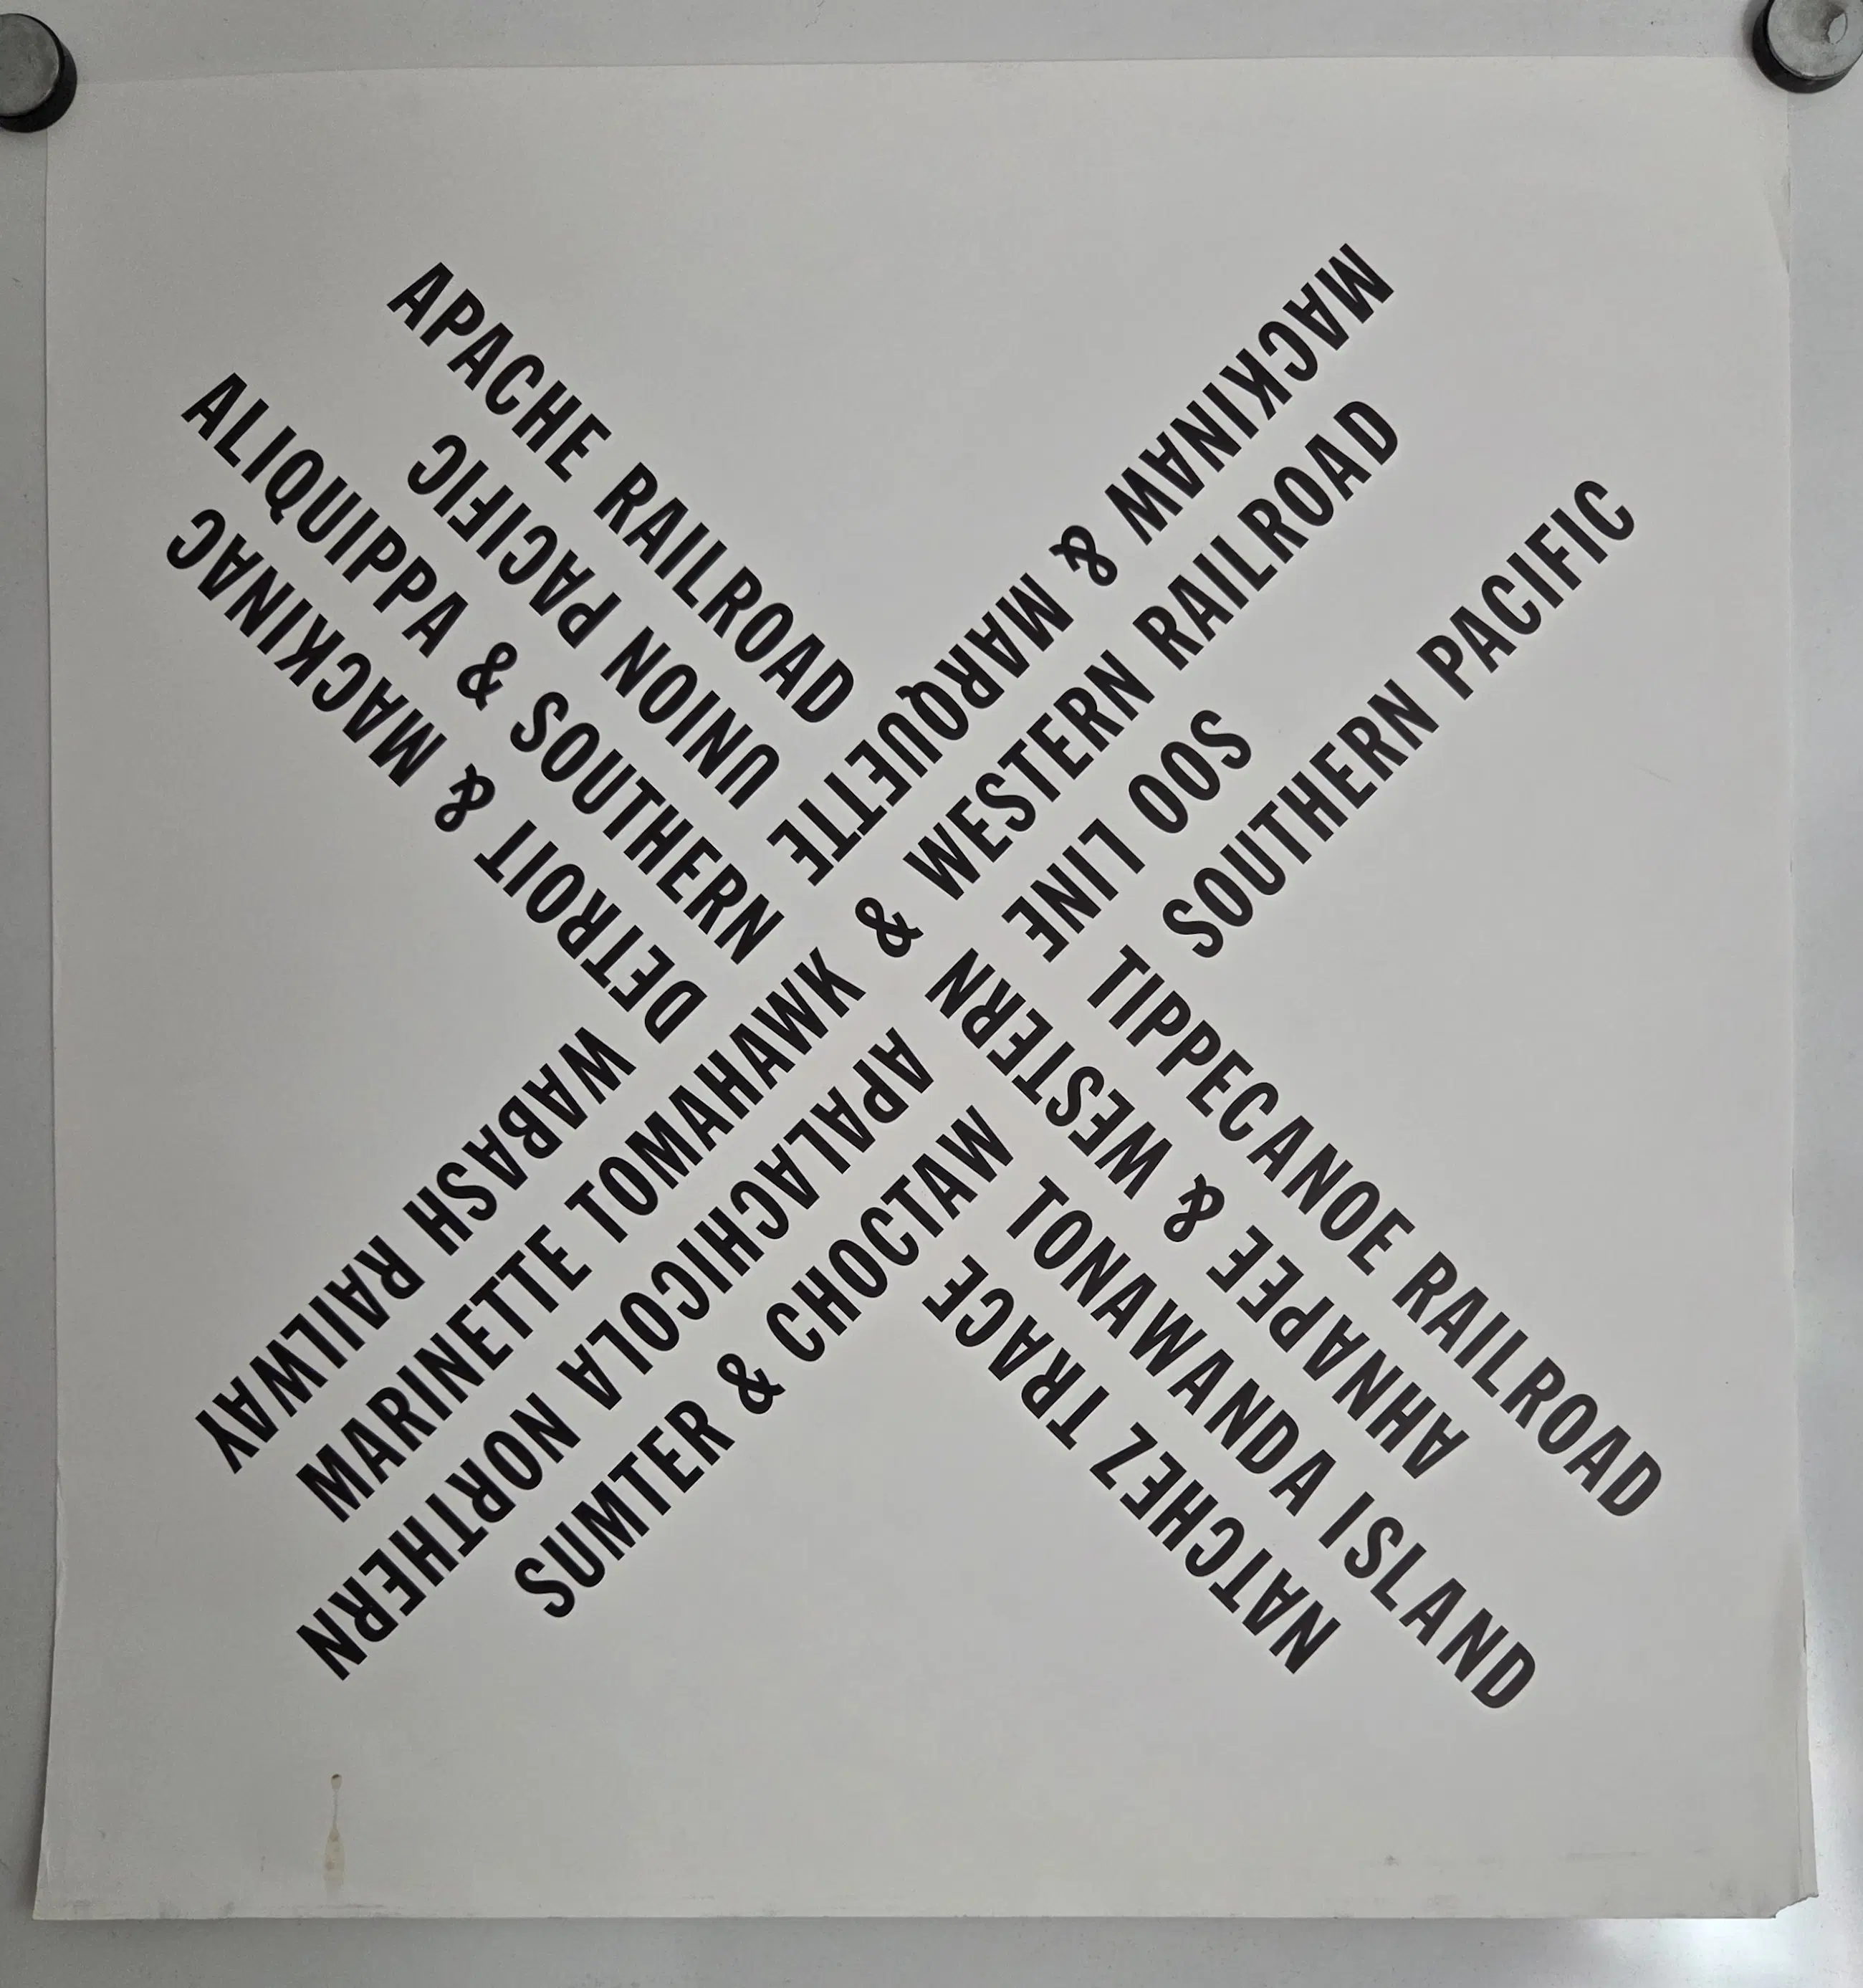 APACHE RAILROAD
UNION PACIFIC
ALIQUIPPA & SOUTHERN
DETROIT & MACKINAC
MACKINAW & MARQUETTE
WABASH RAILWAY
MARINETTE TOMAHAWK & WESTERN RAILROAD
SOO LINE
APALACHICOLA NORTHERN
SUMTER & CHOCTAW
SOUTHERN PACIFIC
TIPPECANOE RAILROAD
AHNAPEE & WESTERN
TONAWANDA ISLAND
NATCHEZ TRACE